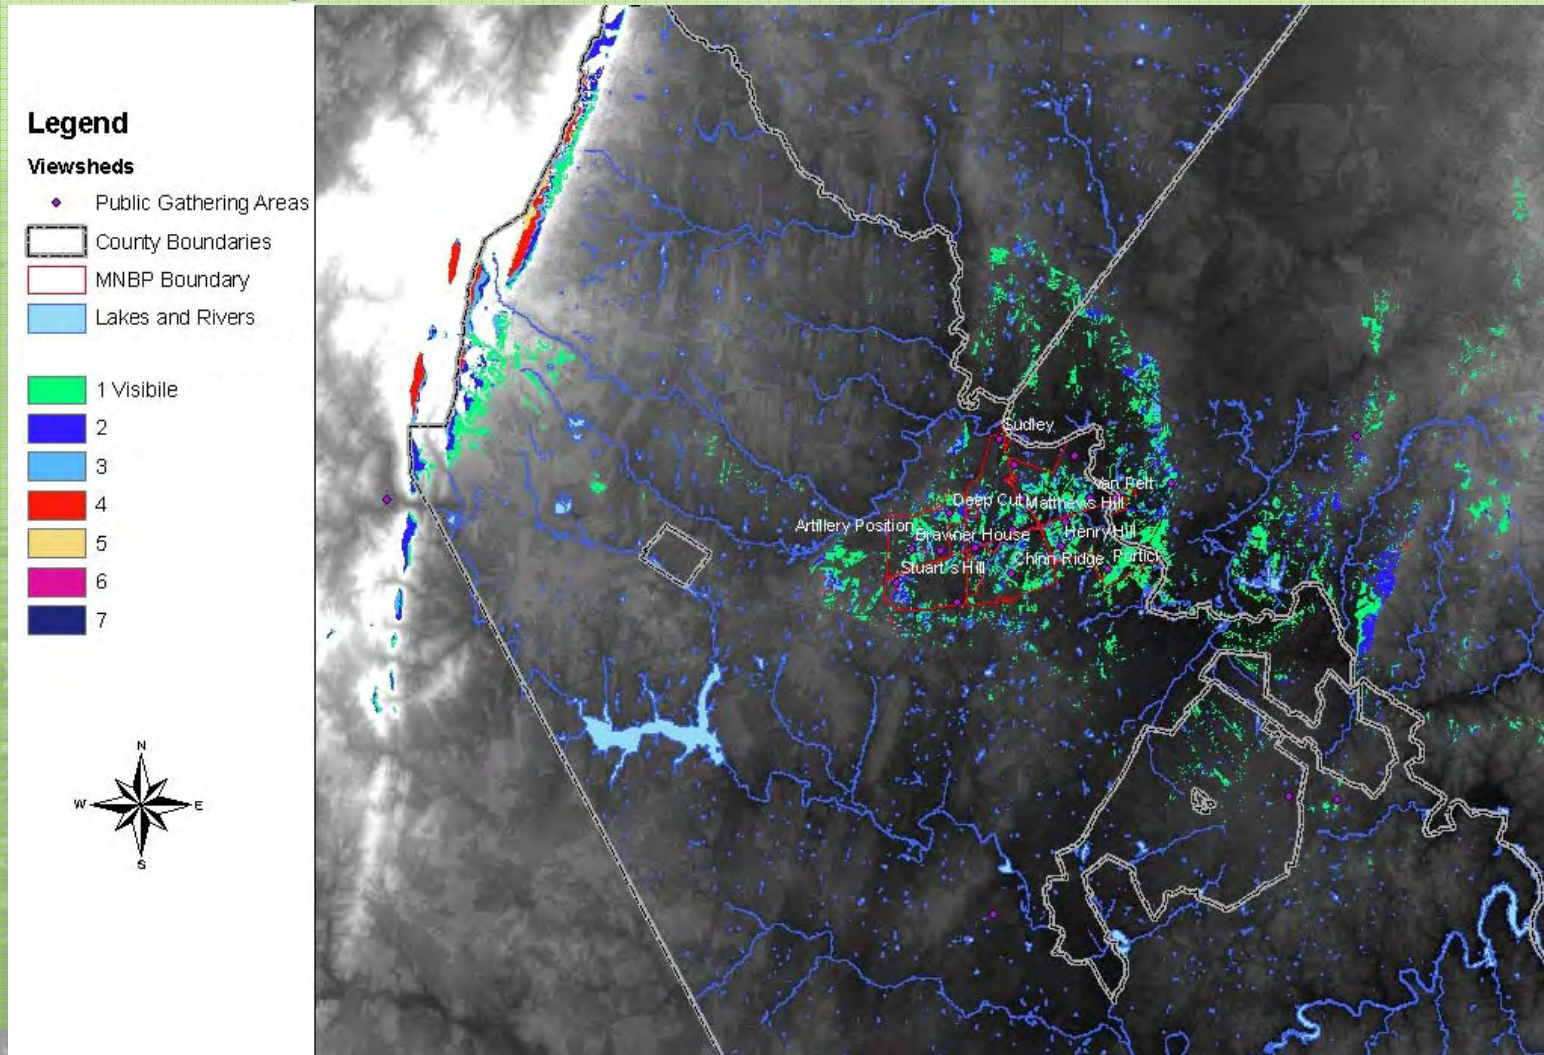 Legend
Viewsheds
Public Gathering Areas
County Boundaries
MNBP Boundary
Lakes and Rivers
1 Visibile
2
3
4
5
6
7
N
W E
S
Sudley
Van Pelt
Deep Cut Matthews Hill
Artillery Position
Brawner House Henry Hill
Stuart's Hill Chinn Ridge Portici